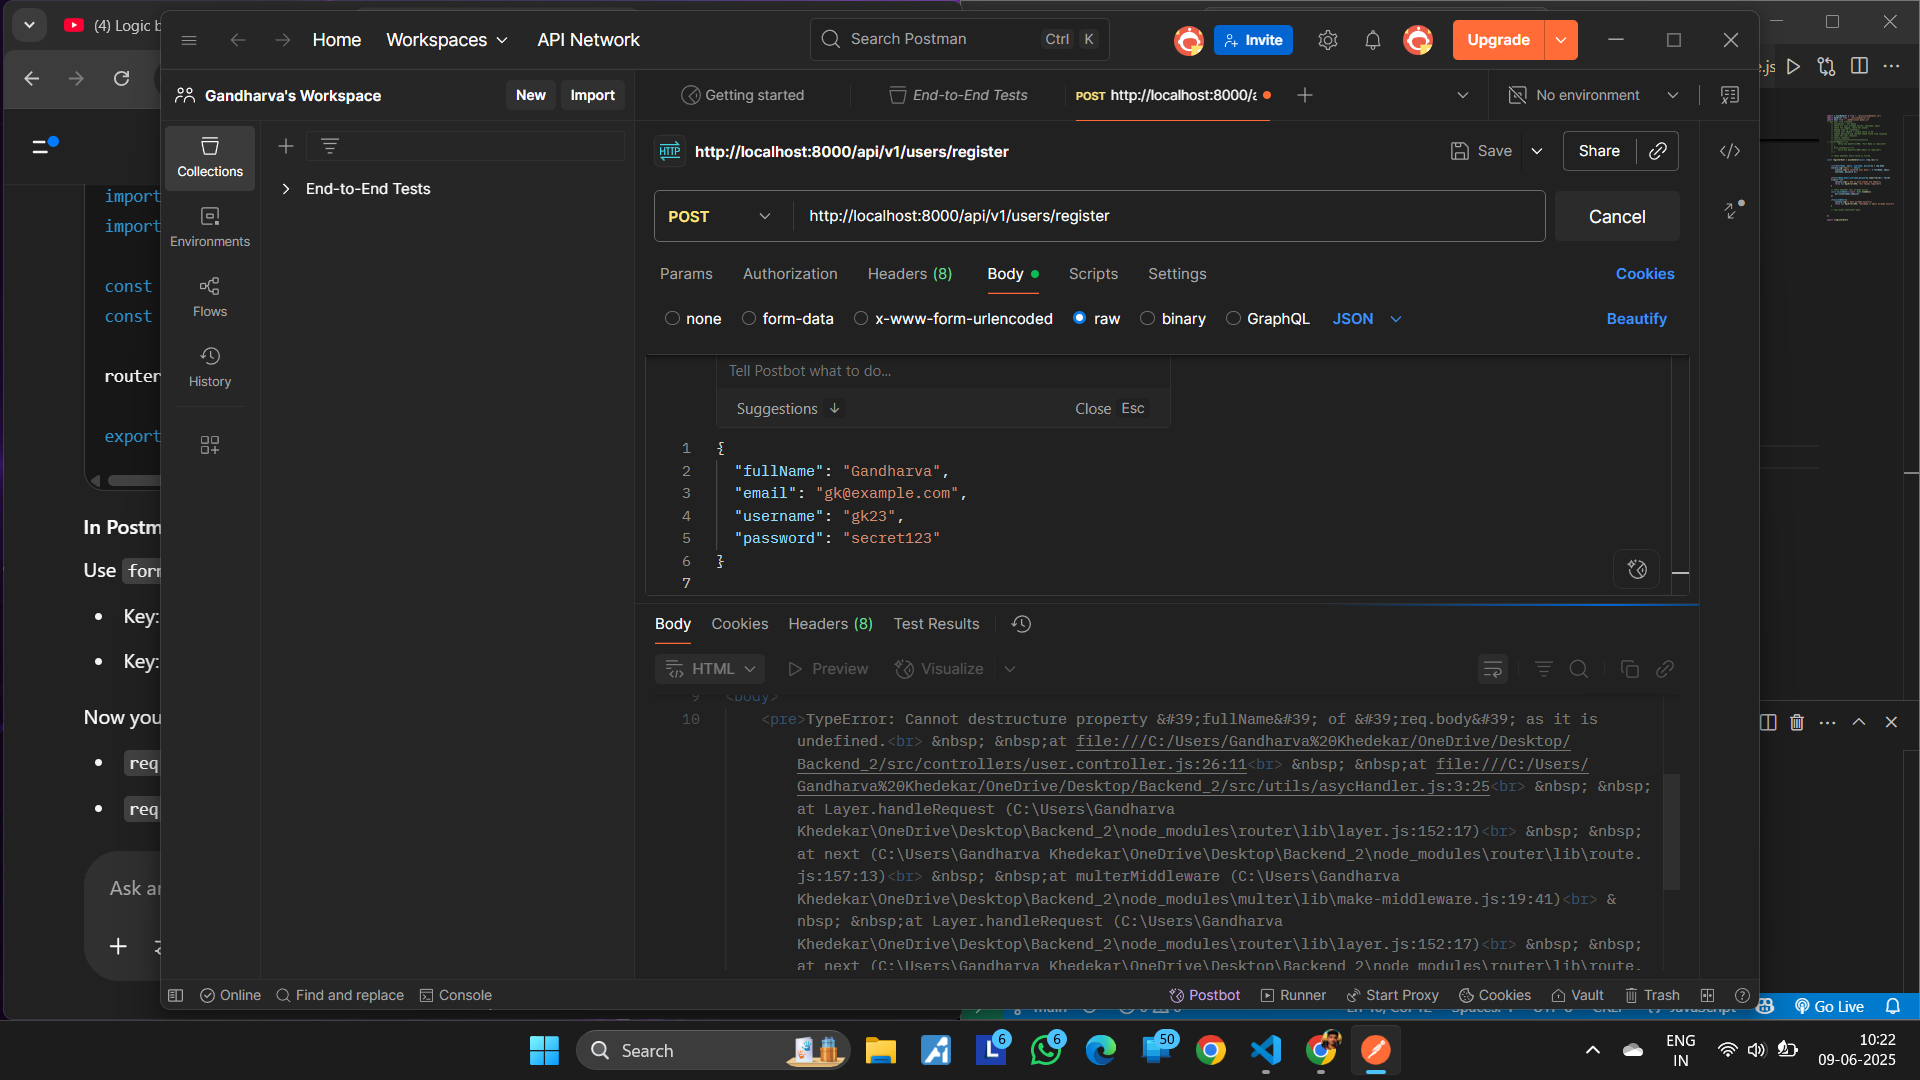 (4) Logic b
Home
Workspaces
API Network
Search Postman
Ctrl
K
Invite
Upgrade
.js
Gandharva's Workspace
New
Import
Getting started
End-to-End Tests
POST http://localhost:8000/a
No environment
Collections
Environments
Flows
History
End-to-End Tests
HTTP
http://localhost:8000/api/v1/users/register
Save
Share
POST
http://localhost:8000/api/v1/users/register
Cancel
Params
Authorization
Headers (8)
Body
Scripts
Settings
Cookies
none
form-data
x-www-form-urlencoded
raw
binary
GraphQL
JSON
Beautify
Tell Postbot what to do...
Suggestions
Close Esc
1 {
2 "fullName": "Gandharva",
3 "email": "gk@example.com",
4 "username": "gk23",
5 "password": "secret123"
6 }
7
Body
Cookies
Headers (8)
Test Results
HTML
Preview
Visualize
9 <body>
10 <pre>TypeError: Cannot destructure property &#39;fullName&#39; of &#39;req.body&#39; as it is
undefined.<br> &nbsp; &nbsp;at file:///C:/Users/Gandharva%20Khedekar/OneDrive/Desktop/
Backend_2/src/controllers/user.controller.js:26:11<br> &nbsp; &nbsp;at file:///C:/Users/
Gandharva%20Khedekar/OneDrive/Desktop/Backend_2/src/utils/asycHandler.js:3:25<br> &nbsp; &nbsp;
at Layer.handleRequest (C:\Users\Gandharva
Khedekar\OneDrive\Desktop\Backend_2\node_modules\router\lib\layer.js:152:17)<br> &nbsp; &nbsp;
at next (C:\Users\Gandharva Khedekar\OneDrive\Desktop\Backend_2\node_modules\router\lib\route.
js:157:13)<br> &nbsp; &nbsp;at multerMiddleware (C:\Users\Gandharva
Khedekar\OneDrive\Desktop\Backend_2\node_modules\multer\lib\make-middleware.js:19:41)<br> &
nbsp; &nbsp;at Layer.handleRequest (C:\Users\Gandharva
Khedekar\OneDrive\Desktop\Backend_2\node_modules\router\lib\layer.js:152:17)<br> &nbsp; &nbsp;
at next (C:\Users\Gandharva Khedekar\OneDrive\Desktop\Backend_2\node_modules\router\lib\route.
import
import
const
const
router
export
In Postm
Use form
Key:
Key:
Now you
req
req
Ask an
Online
Find and replace
Console
Postbot
Runner
Start Proxy
Cookies
Vault
Trash
Go Live
Search
6
6
50
ENG
IN
10:22
09-06-2025